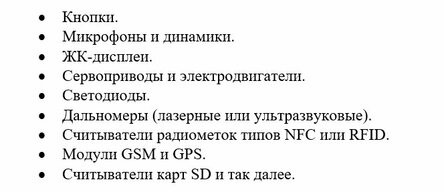 • Кнопки.
• Микрофоны и динамики.
• ЖК-дисплеи.
• Сервоприводы и электродвигатели.
• Светодиоды.
• Дальномеры (лазерные или ультразвуковые).
• Считыватели радиометок типов NFC или RFID.
• Модули GSM и GPS.
• Считыватели карт SD и так далее.